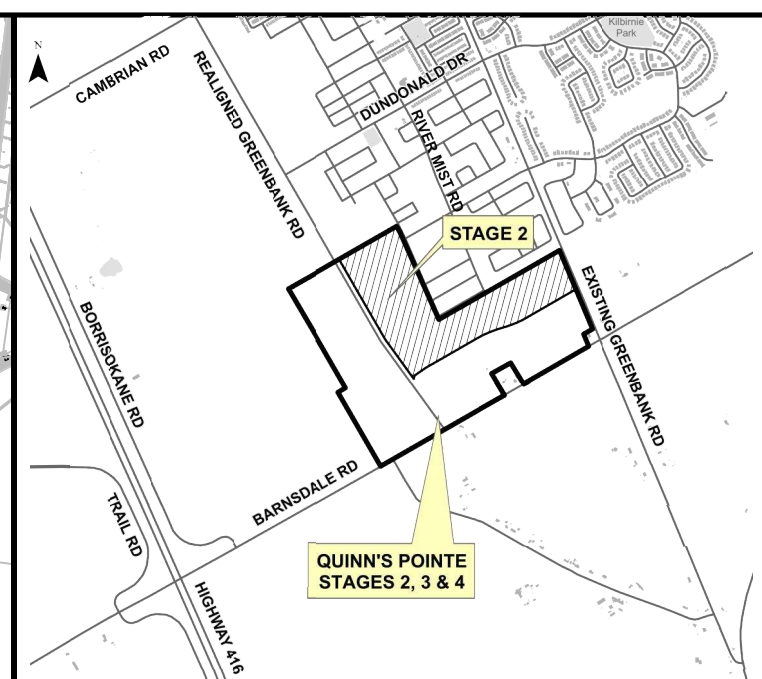 Kilbirnie
Park
N
CAMBRIAN RD
REALIGNED GREENBANK RD
DUNDONALD DR
RIVER MIST RD
STAGE 2
EXISTING GREENBANK RD
BORRISOKANE RD
BARNSDALE RD
TRAIL RD
QUINN'S POINTE
STAGES 2, 3 & 4
HIGHWAY 416